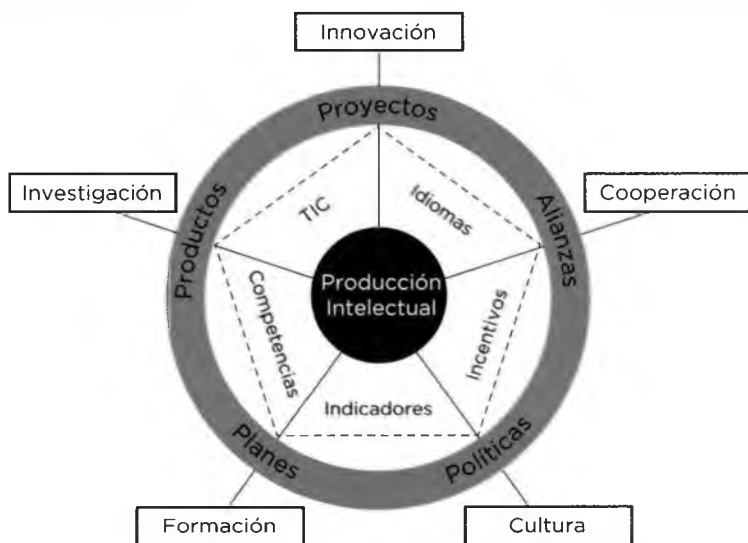 Innovación
Proyectos
Investigación
Cooperación
Productos
TIC
Idiomas
Alianzas
Producción
Intelectual
Competencias
Incentivos
Indicadores
Planes
Políticas
Formación
Cultura